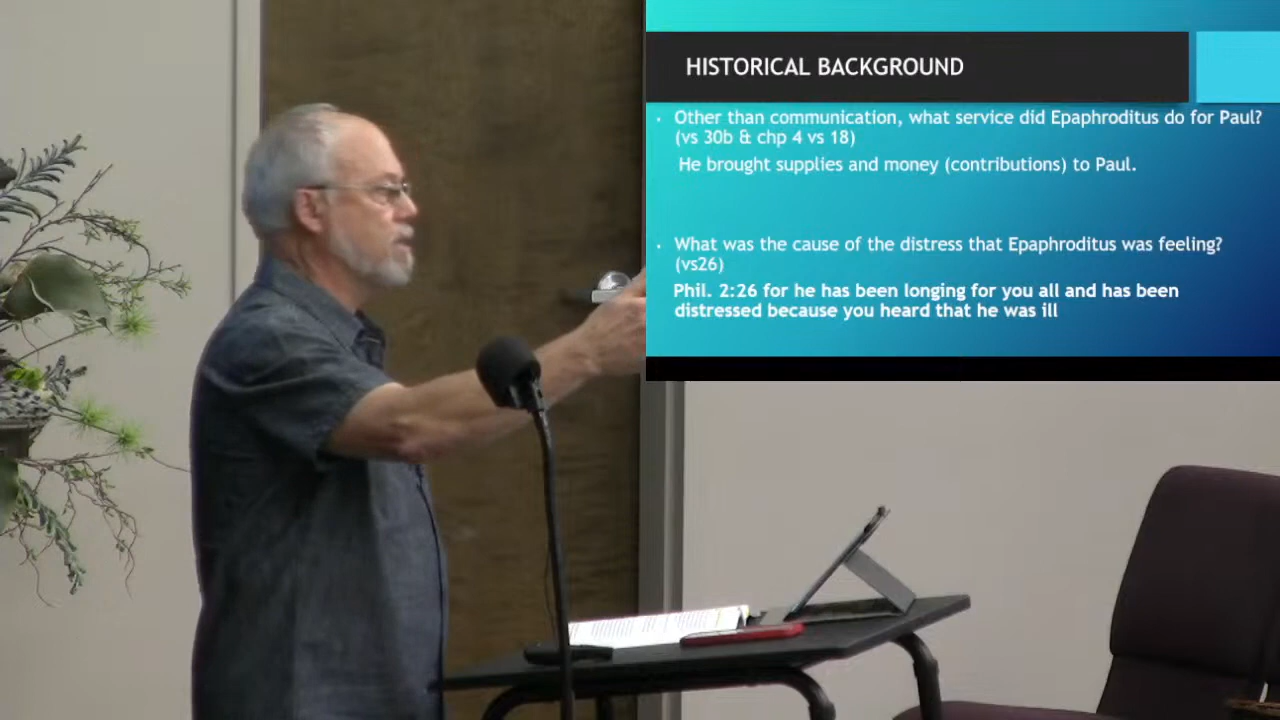 HISTORICAL BACKGROUND
• Other than communication, what service did Epaphroditus do for Paul?
(vs 30b & chp 4 vs 18)
He brought supplies and money (contributions) to Paul.
• What was the cause of the distress that Epaphroditus was feeling?
(vs26)
Phil. 2:26 for he has been longing for you all and has been
distressed because you heard that he was ill